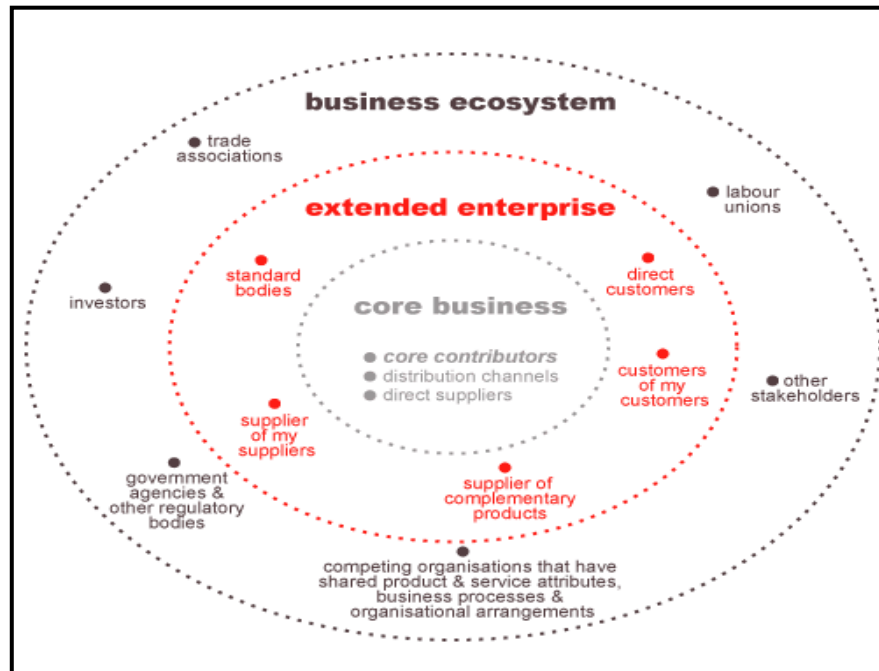 business ecosystem
trade
associations
labour
unions
extended enterprise
standard
bodies
direct
customers
investors
core business
core contributors
distribution channels
direct suppliers
customers
of my
customers
other
stakeholders
supplier
of my
suppliers
government
agencies &
other regulatory
bodies
supplier of
complementary
products
competing organisations that have
shared product & service attributes,
business processes &
organisational arrangements